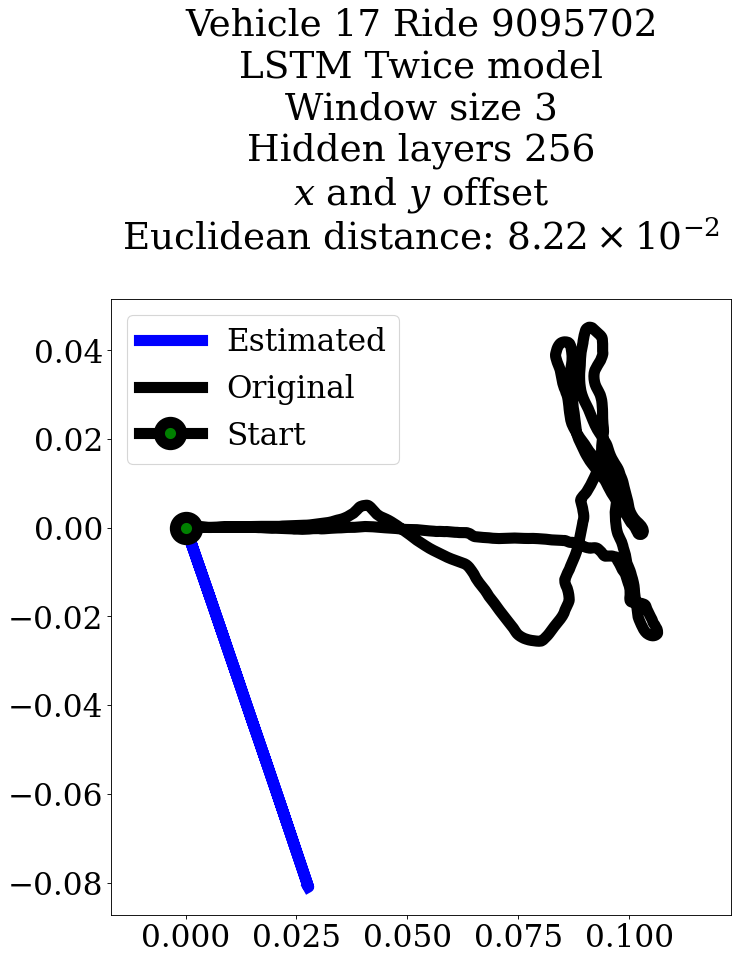 Vehicle 17 Ride 9095702
LSTM Twice model
Window size 3
Hidden layers 256
x and y offset
Euclidean distance: 8.22 × 10⁻²
Estimated
Original
Start
0.04
0.02
0.00
−0.02
−0.04
−0.06
−0.08
0.000 0.025 0.050 0.075 0.100